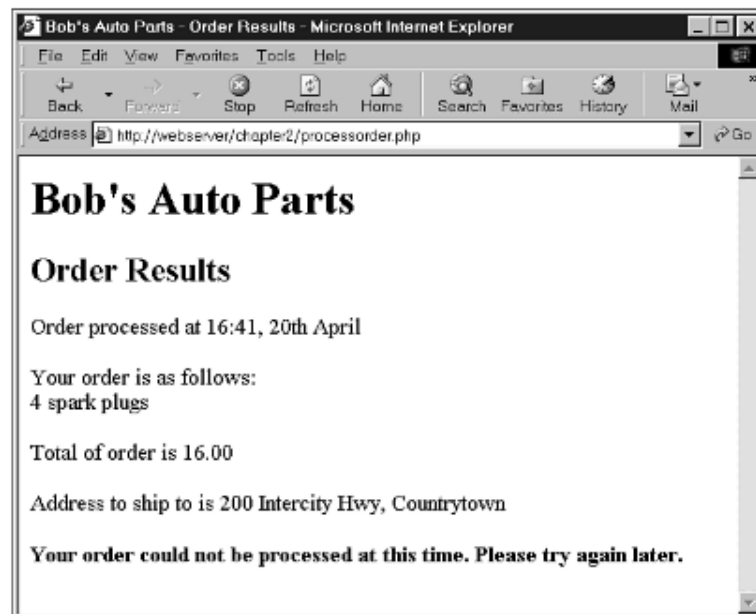 Bob's Auto Parts - Order Results - Microsoft Internet Explorer
File Edit View Favorites Tools Help
Back Forward Stop Refresh Home Search Favorites History Mail »
Address http://webserver/chapter2/processorder.php Go
Bob's Auto Parts
Order Results
Order processed at 16:41, 20th April
Your order is as follows:
4 spark plugs
Total of order is 16.00
Address to ship to is 200 Intercity Hwy, Countrytown
Your order could not be processed at this time. Please try again later.